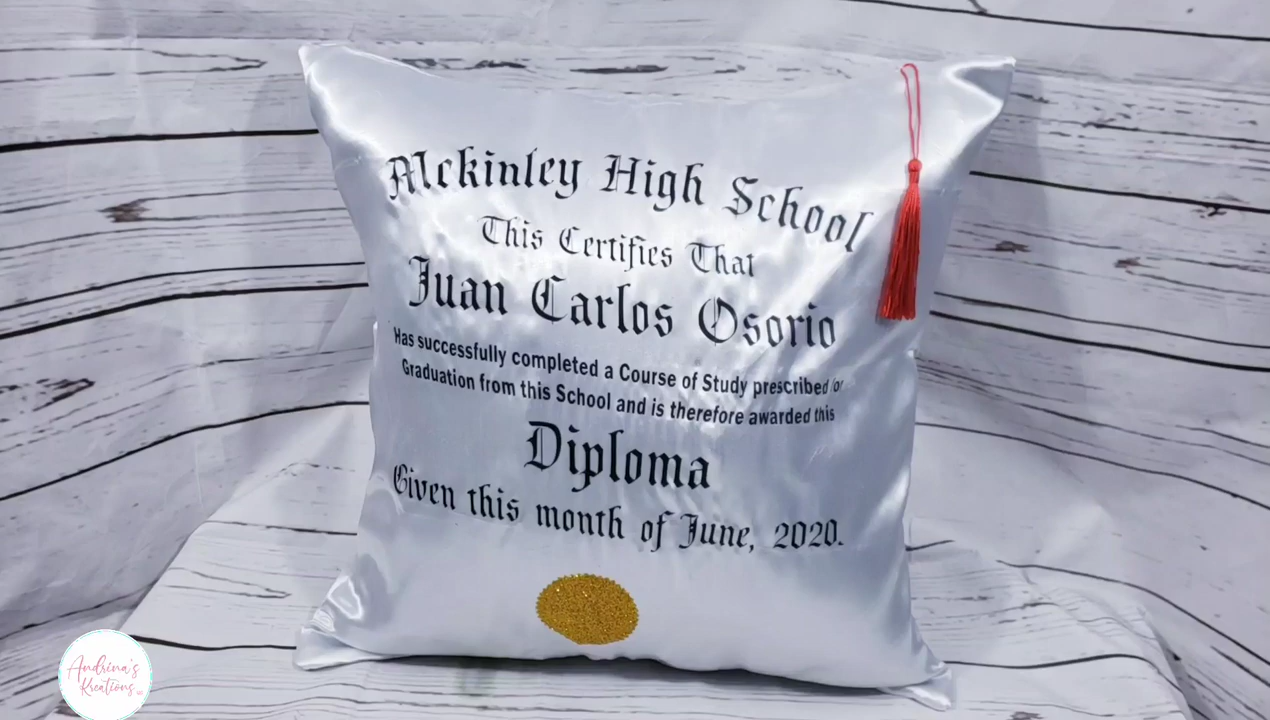 Mckinley High School
This Certifies That
Juan Carlos Osorio
Has successfully completed a Course of Study prescribed for
Graduation from this School and is therefore awarded this
Diploma
Given this month of June, 2020.
Andrina's
Kreations